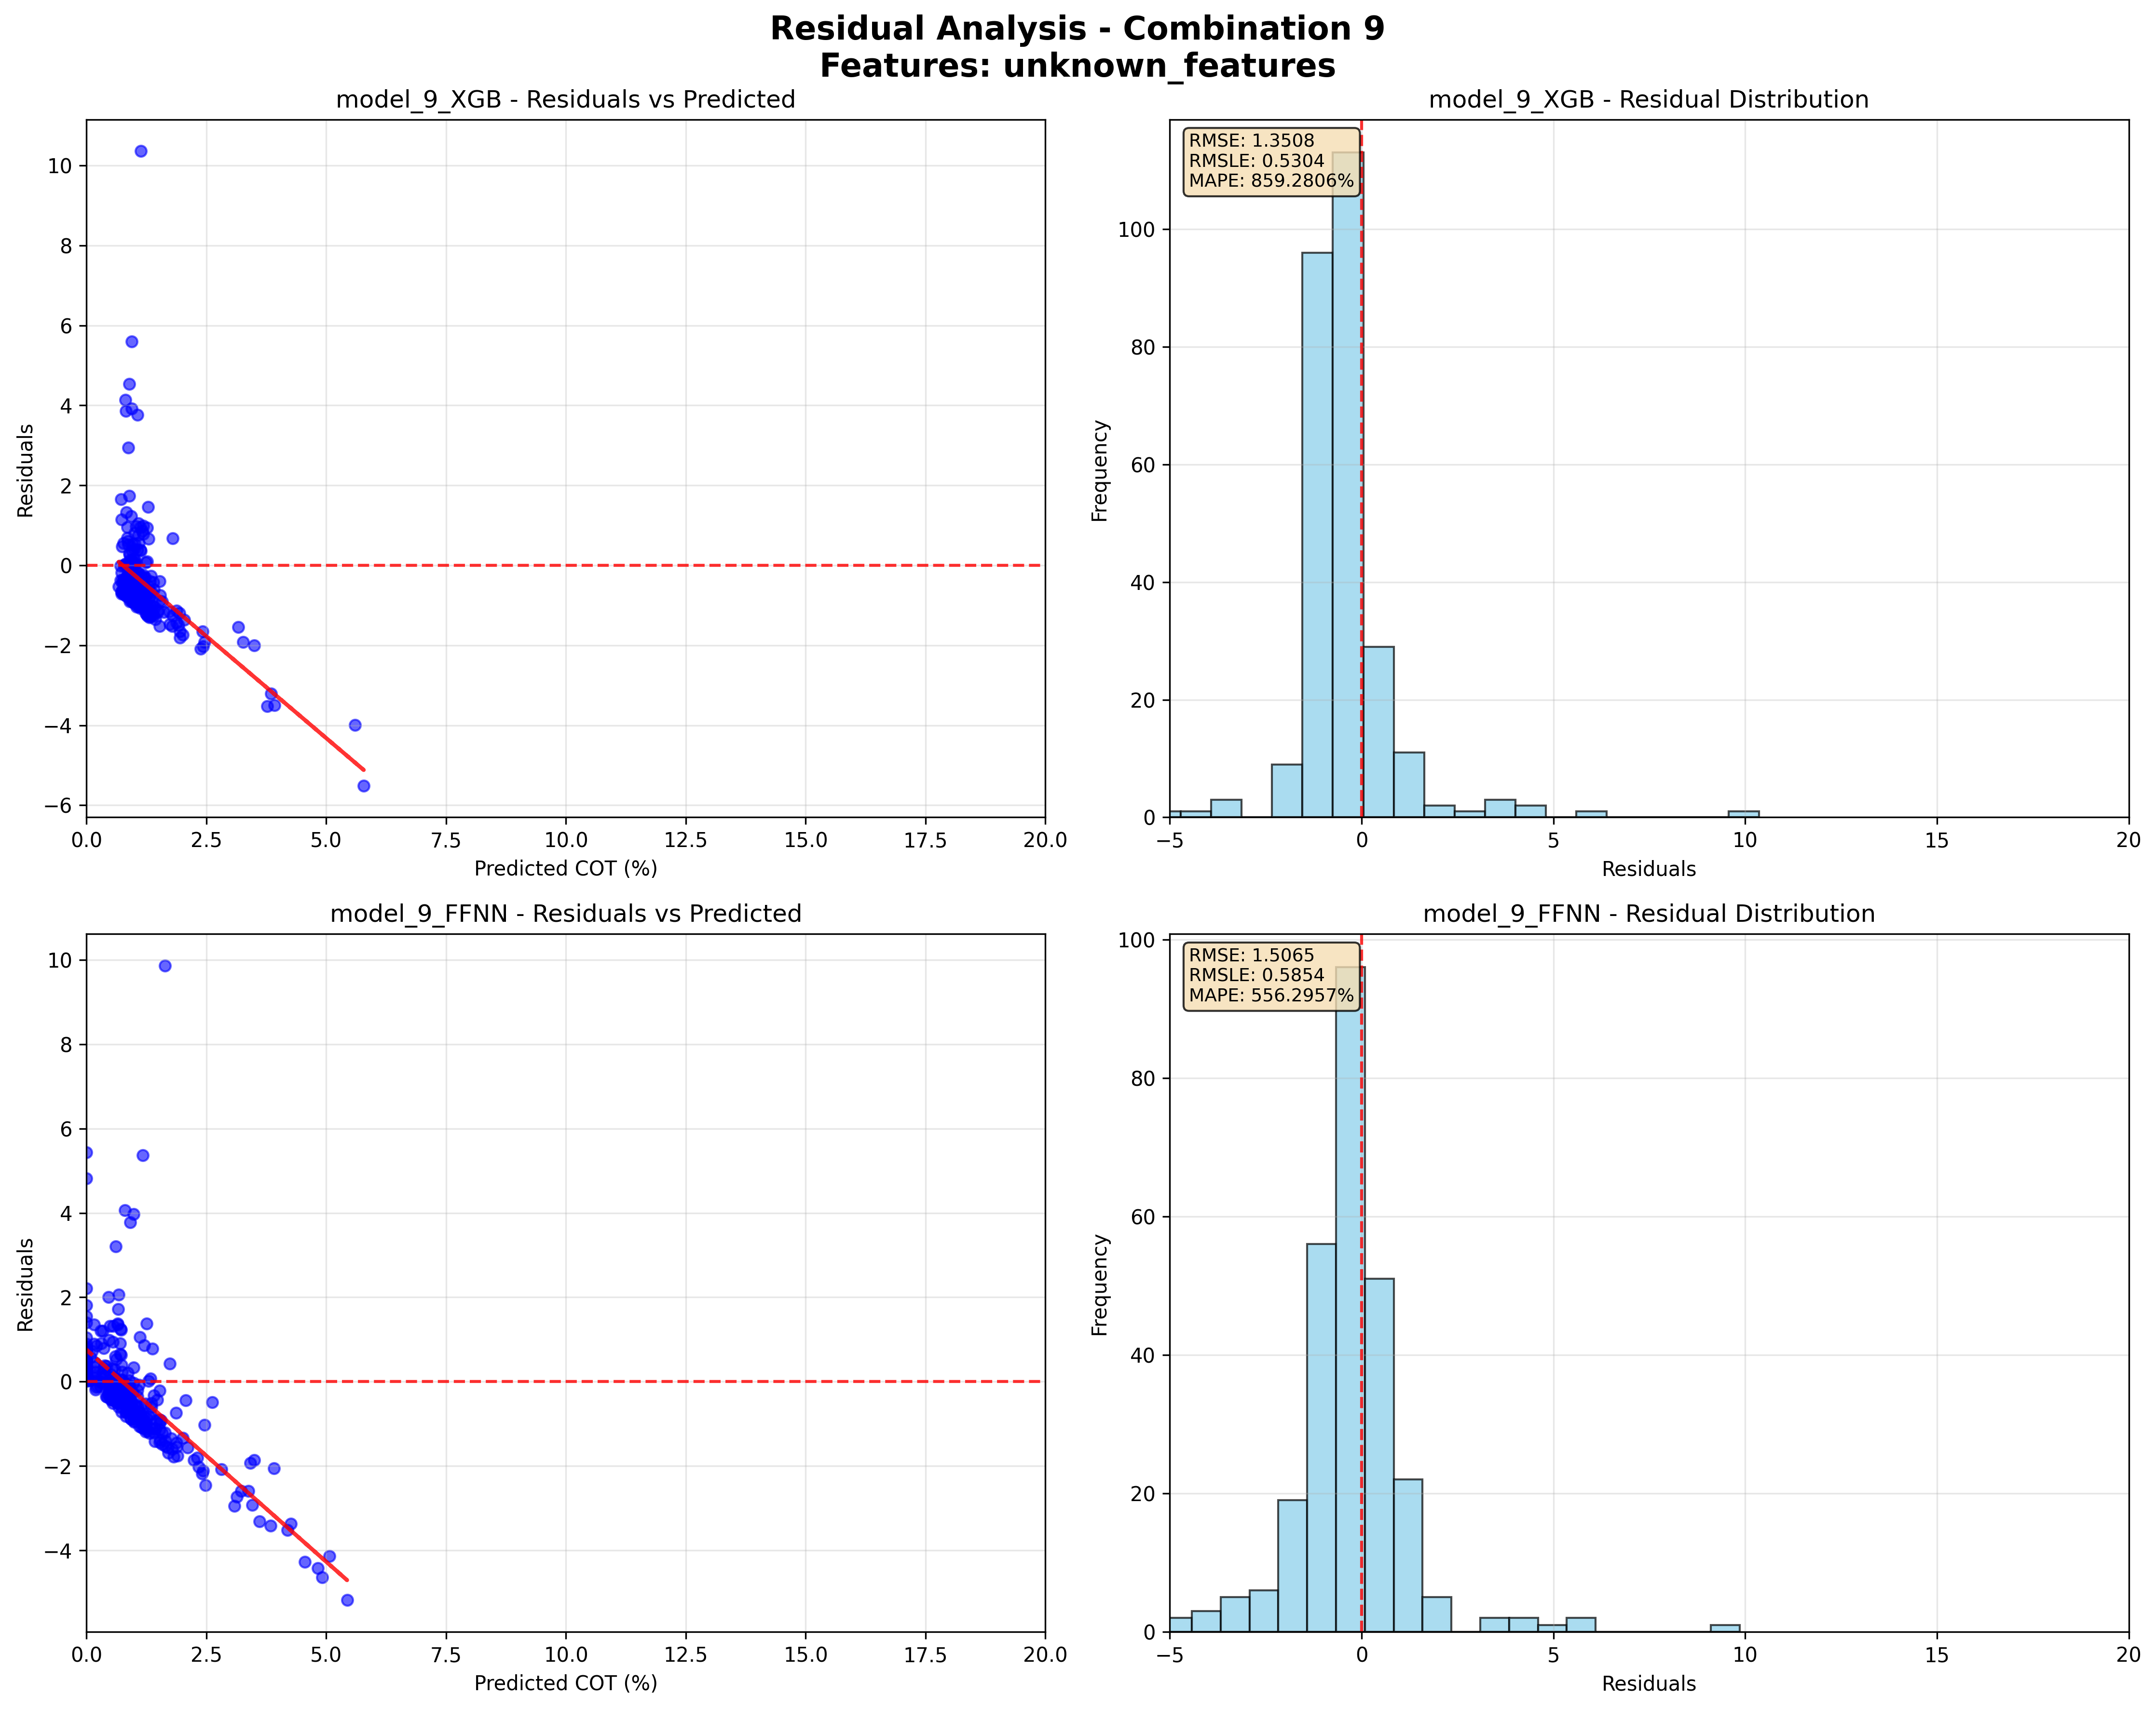 Residual Analysis - Combination 9
Features: unknown_features
model_9_XGB - Residuals vs Predicted
10
8
6
4
2
0
−2
−4
−6
Residuals
0.0 2.5 5.0 7.5 10.0 12.5 15.0 17.5 20.0
Predicted COT (%)
model_9_XGB - Residual Distribution
RMSE: 1.3508
RMSLE: 0.5304
MAPE: 859.2806%
100
80
60
40
20
0
Frequency
−5 0 5 10 15 20
Residuals
model_9_FFNN - Residuals vs Predicted
10
8
6
4
2
0
−2
−4
Residuals
0.0 2.5 5.0 7.5 10.0 12.5 15.0 17.5 20.0
Predicted COT (%)
model_9_FFNN - Residual Distribution
RMSE: 1.5065
RMSLE: 0.5854
MAPE: 556.2957%
100
80
60
40
20
0
Frequency
−5 0 5 10 15 20
Residuals